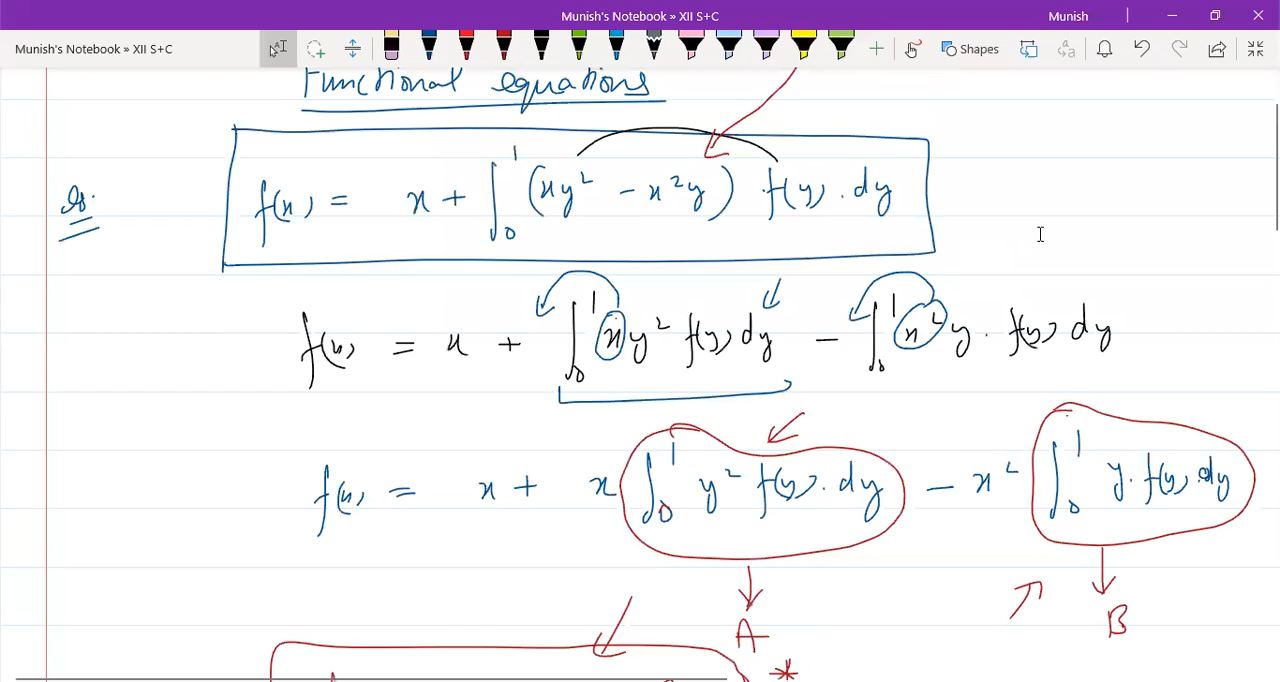 Munish's Notebook » XII S+C
Munish
Munish's Notebook » XII S+C
Shapes
Functional equations
Q. f(x) = x + ∫₀¹ (xy² - x²y) f(y) . dy
f(x) = x + ∫₀¹ xy² f(y) dy - ∫₀¹ x²y . f(y) dy
f(x) = x + x ∫₀¹ y² f(y) . dy - x² ∫₀¹ y . f(y) dy
A B
*